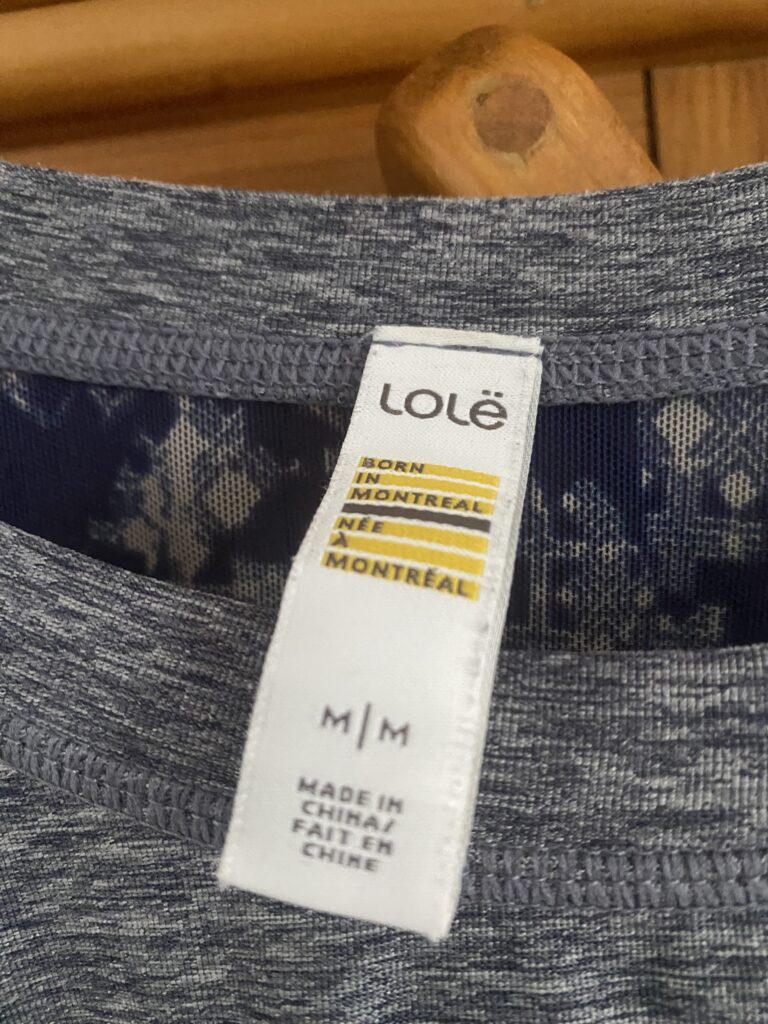 LOLË
BORN
IN
MONTREAL
NÉE
À
MONTRÉAL
M|M
MADE IN
CHINA/
FAIT EN
CHINE